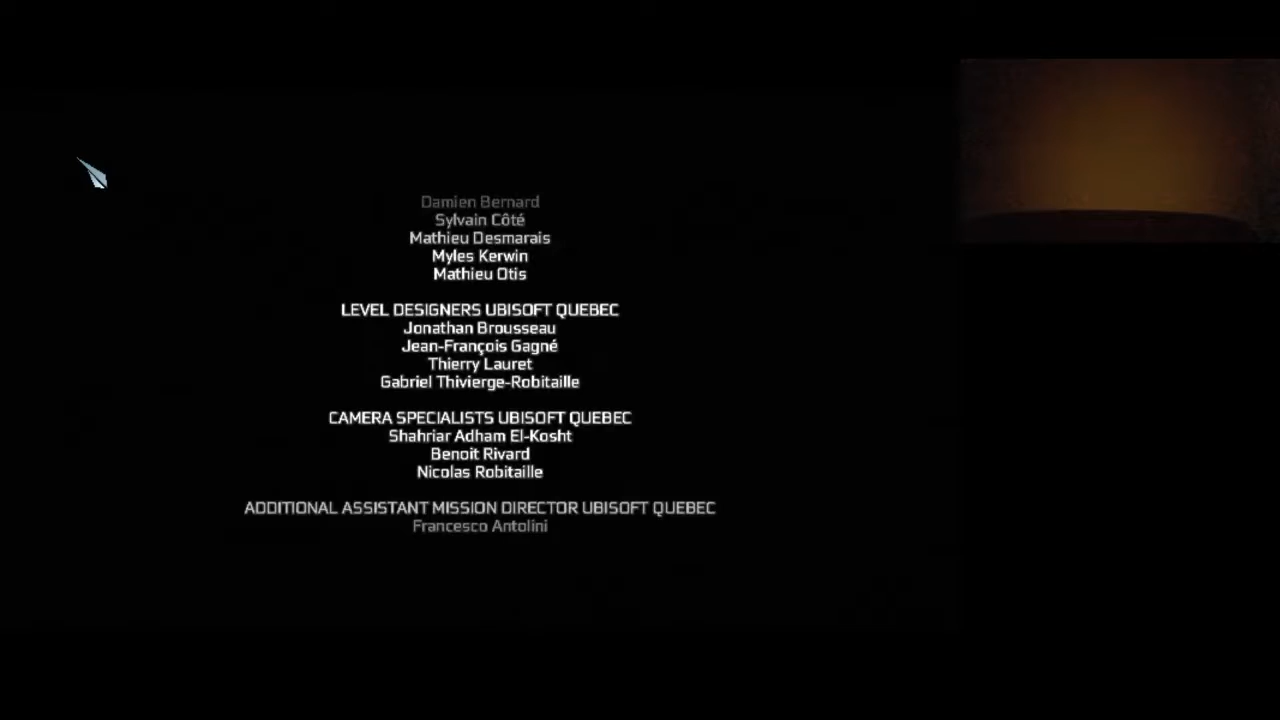 Damien Bernard
Sylvain Côté
Mathieu Desmarais
Myles Kerwin
Mathieu Otis
LEVEL DESIGNERS UBISOFT QUEBEC
Jonathan Brousseau
Jean-François Gagné
Thierry Lauret
Gabriel Thivierge-Robitaille
CAMERA SPECIALISTS UBISOFT QUEBEC
Shahriar Adham El-Kosht
Benoit Rivard
Nicolas Robitaille
ADDITIONAL ASSISTANT MISSION DIRECTOR UBISOFT QUEBEC
Francesco Antolini